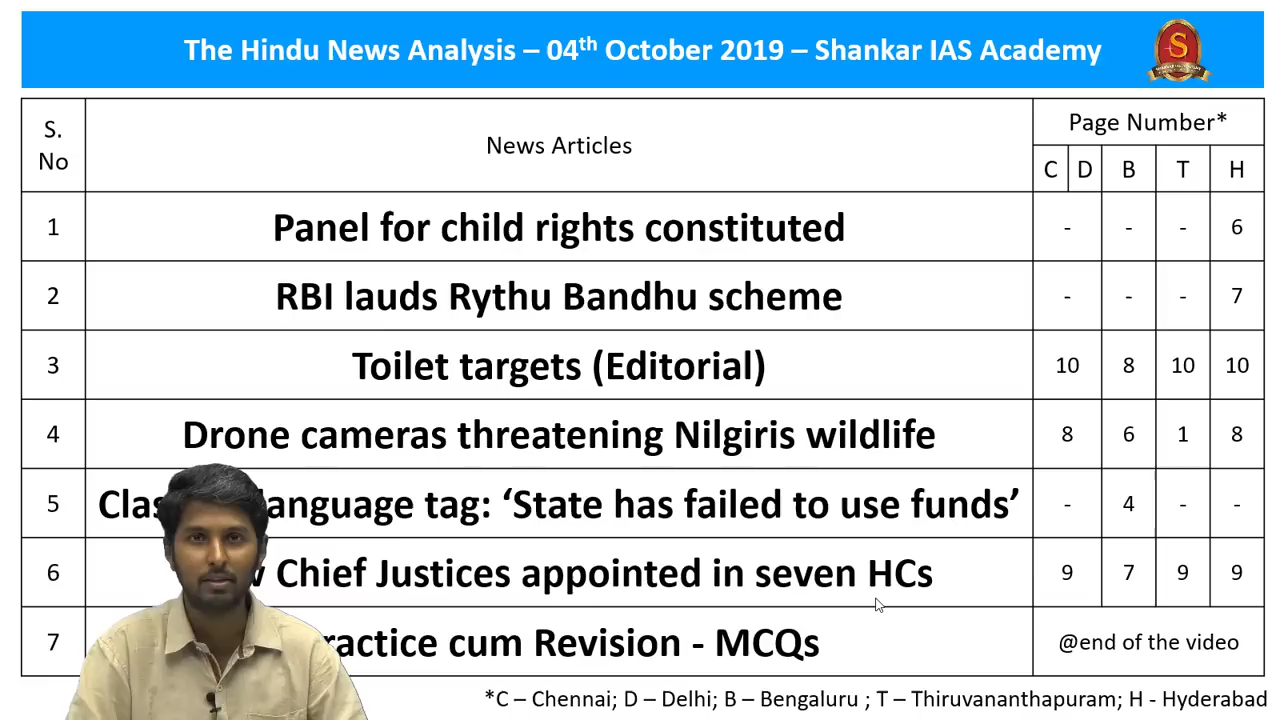 The Hindu News Analysis – 04th October 2019 – Shankar IAS Academy
S. No News Articles Page Number*
C D B T H
1 Panel for child rights constituted - - - 6
2 RBI lauds Rythu Bandhu scheme - - - 7
3 Toilet targets (Editorial) 10 8 10 10
4 Drone cameras threatening Nilgiris wildlife 8 6 1 8
5 language tag: ‘State has failed to use funds’ - 4 - -
6 Chief Justices appointed in seven HCs 9 7 9 9
7 cum Revision - MCQs @end of the video
*C – Chennai; D – Delhi; B – Bengaluru ; T – Thiruvananthapuram; H - Hyderabad